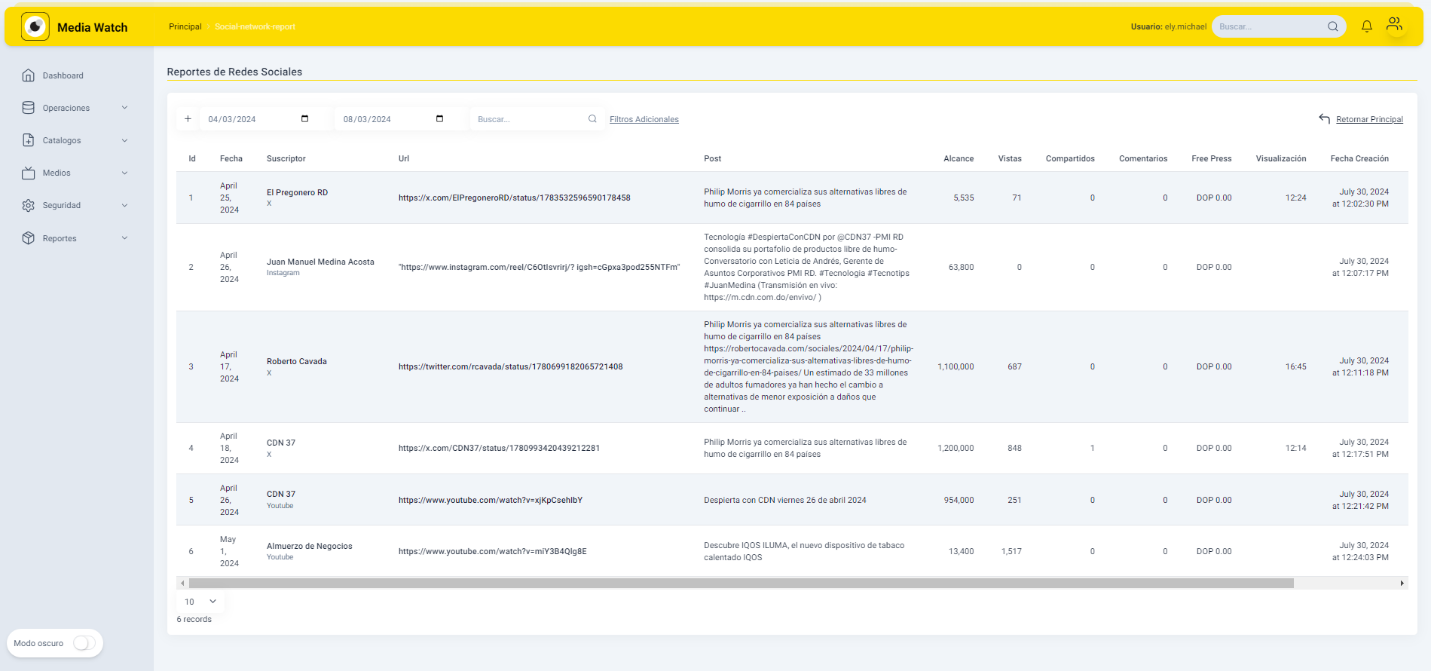 Media Watch
Principal
Social-network-report
Usuario: ely.michael
Buscar...
Dashboard
Operaciones
Catalogos
Medios
Seguridad
Reportes
Modo oscuro
Reportes de Redes Sociales
+ 04/03/2024 08/03/2024 Buscar... Filtros Adicionales
Retornar Principal
Id Fecha Suscriptor Url Post Alcance Vistas Compartidos Comentarios Free Press Visualización Fecha Creación
1
April
25,
2024
El Pregonero RD
X
https://x.com/ElPregoneroRD/status/1783532596590178458
Philip Morris ya comercializa sus alternativas libres de
humo de cigarrillo en 84 países
5,535 71 0 0 DOP 0.00 12:24
July 30, 2024
at 12:02:30 PM
2
April
26,
2024
Juan Manuel Medina Acosta
Instagram
"https://www.instagram.com/reel/C6Otlsvrirj/? igsh=cGpxa3pod255NTFm"
Tecnología #DespiertaConCDN por @CDN37 -PMI RD
consolida su portafolio de productos libre de humo-
Conversatorio con Leticia de Andrés, Gerente de
Asuntos Corporativos PMI RD. #Tecnologia #Tecnotips
#JuanMedina (Transmisión en vivo:
https://m.cdn.com.do/envivo/ )
63,800 0 0 0 DOP 0.00
July 30, 2024
at 12:07:17 PM
3
April
17,
2024
Roberto Cavada
X
https://twitter.com/rcavada/status/1780699182065721408
Philip Morris ya comercializa sus alternativas libres de
humo de cigarrillo en 84 países
https://robertocavada.com/sociales/2024/04/17/philip-
morris-ya-comercializa-sus-alternativas-libres-de-humo-
de-cigarrillo-en-84-paises/ Un estimado de 33 millones
de adultos fumadores ya han hecho el cambio a
alternativas de menor exposición a daños que
continuar ..
1,100,000 687 0 0 DOP 0.00 16:45
July 30, 2024
at 12:11:18 PM
4
April
18,
2024
CDN 37
X
https://x.com/CDN37/status/1780993420439212281
Philip Morris ya comercializa sus alternativas libres de
humo de cigarrillo en 84 países
1,200,000 848 1 0 DOP 0.00 12:14
July 30, 2024
at 12:17:51 PM
5
April
26,
2024
CDN 37
Youtube
https://www.youtube.com/watch?v=xjKpCsehIbY
Despierta con CDN viernes 26 de abril 2024
954,000 251 0 0 DOP 0.00
July 30, 2024
at 12:21:42 PM
6
May
1,
2024
Almuerzo de Negocios
Youtube
https://www.youtube.com/watch?v=miY3B4QIg8E
Descubre IQOS ILUMA, el nuevo dispositivo de tabaco
calentado IQOS
13,400 1,517 0 0 DOP 0.00
July 30, 2024
at 12:24:03 PM
10
6 records